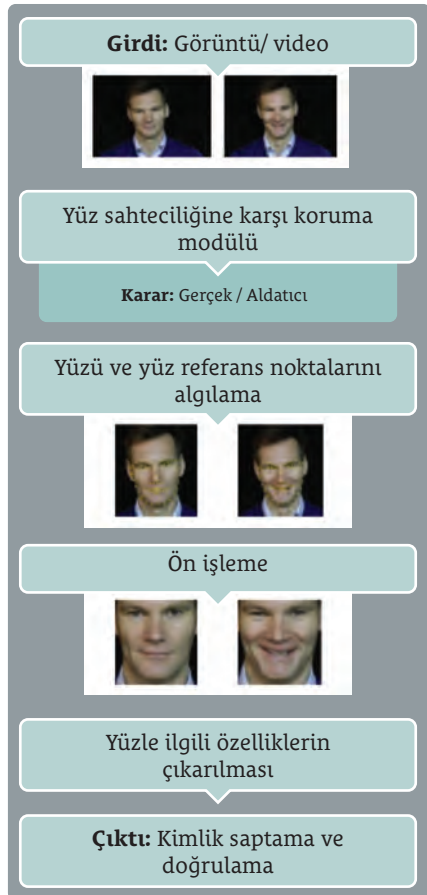 Girdi: Görüntü/ video
Yüz sahteciliğine karşı koruma
modülü
Karar: Gerçek / Aldatıcı
Yüzü ve yüz referans noktalarını
algılama
Ön işleme
Yüzle ilgili özelliklerin
çıkarılması
Çıktı: Kimlik saptama ve
doğrulama